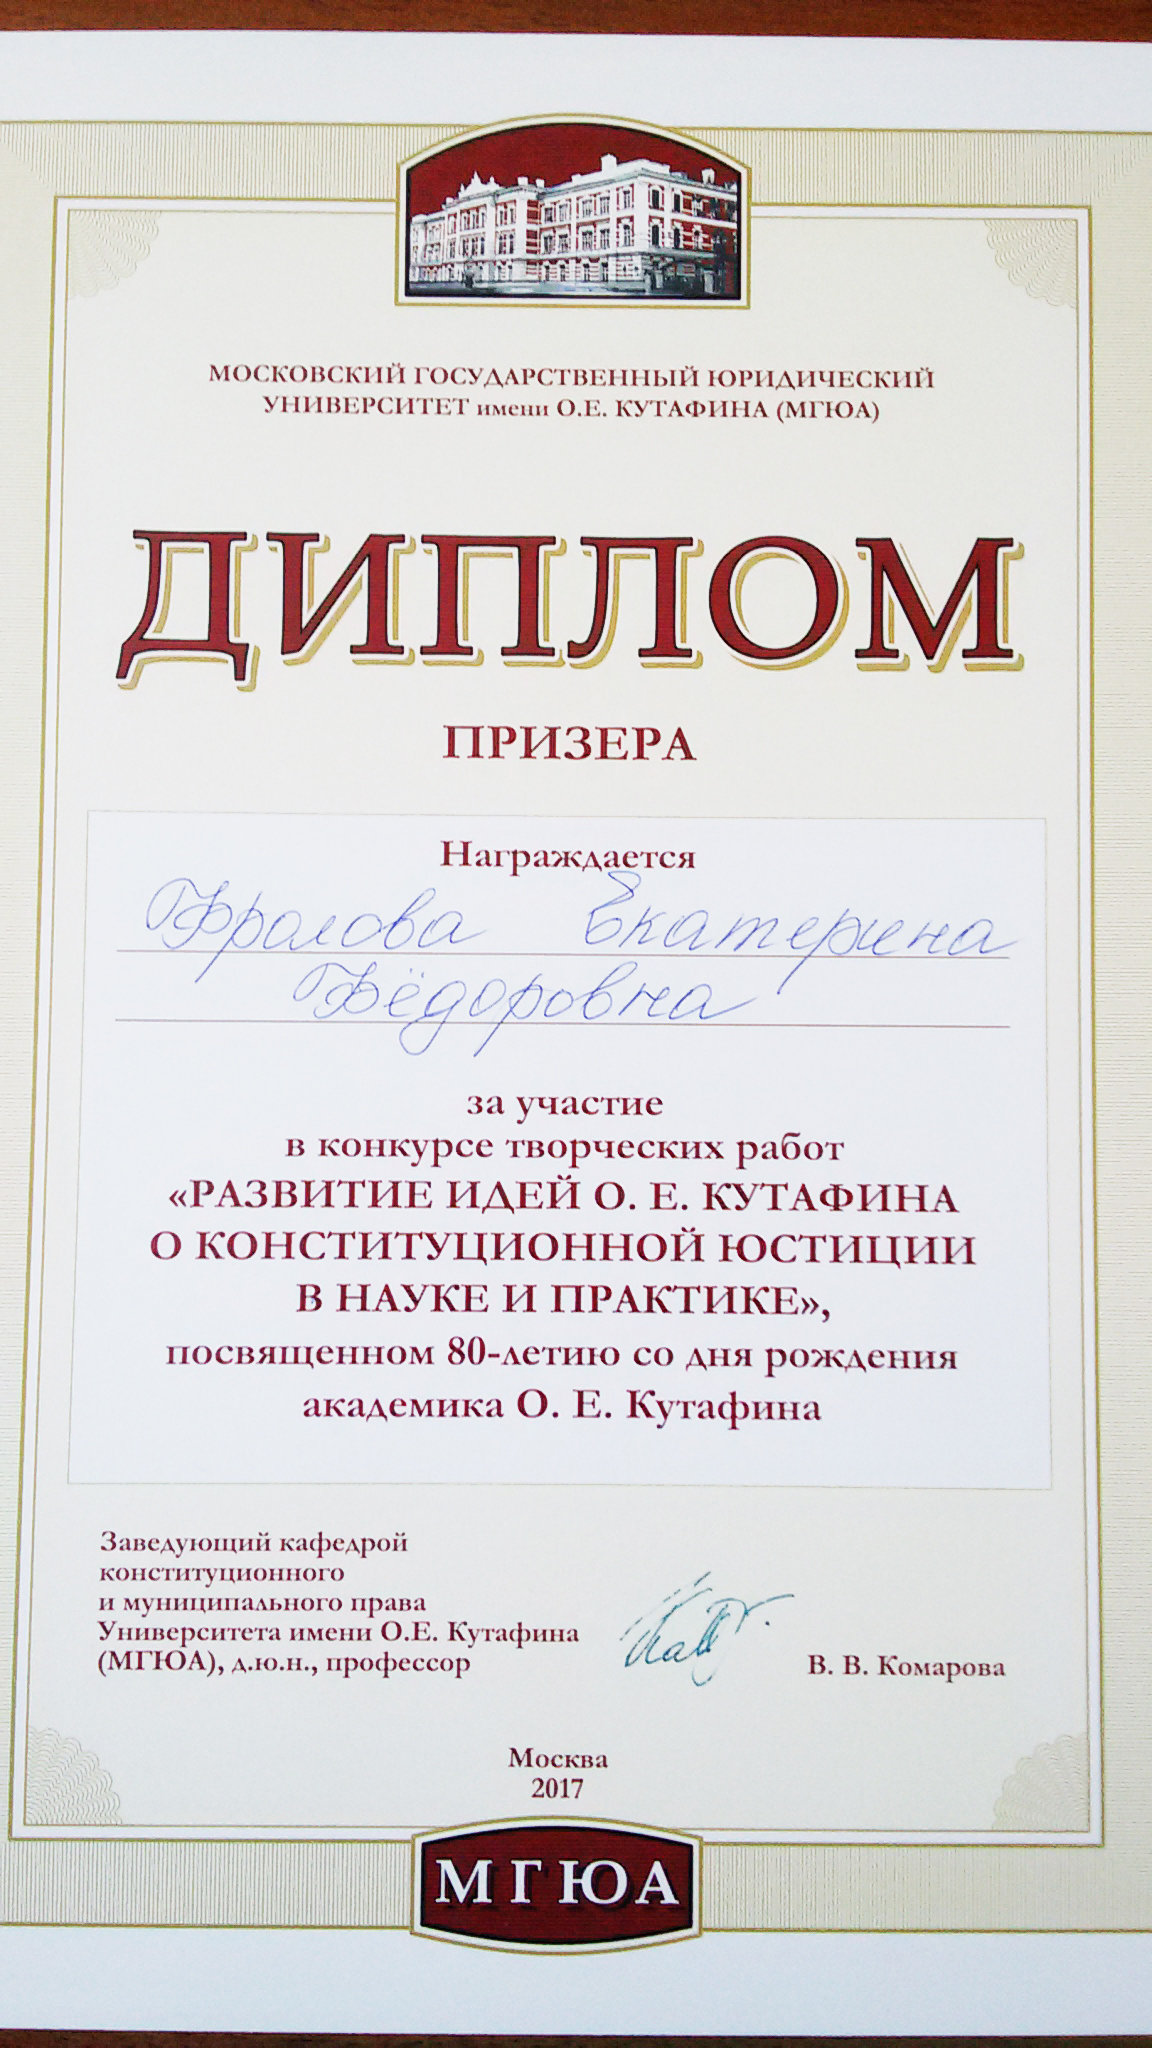 МОСКОВСКИЙ ГОСУДАРСТВЕННЫЙ ЮРИДИЧЕСКИЙ
УНИВЕРСИТЕТ имени О.Е. КУТАФИНА (МГЮА)
ДИПЛОМ
ПРИЗЕРА
Награждается
Фролова Екатерина
Фёдоровна
за участие
в конкурсе творческих работ
«РАЗВИТИЕ ИДЕЙ О. Е. КУТАФИНА
О КОНСТИТУЦИОННОЙ ЮСТИЦИИ
В НАУКЕ И ПРАКТИКЕ»,
посвященном 80-летию со дня рождения
академика О. Е. Кутафина
Заведующий кафедрой
конституционного
и муниципального права
Университета имени О.Е. Кутафина
(МГЮА), д.ю.н., профессор
В. В. Комарова
Москва
2017
МГЮА